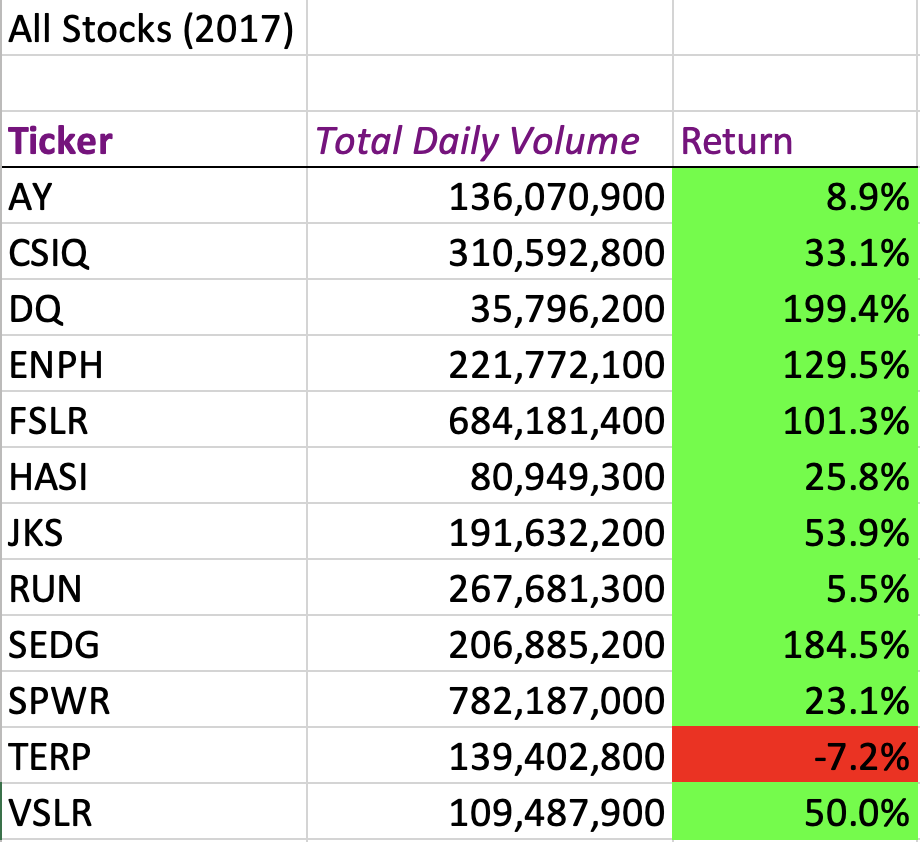 All Stocks (2017)
Ticker Total Daily Volume Return
AY 136,070,900 8.9%
CSIQ 310,592,800 33.1%
DQ 35,796,200 199.4%
ENPH 221,772,100 129.5%
FSLR 684,181,400 101.3%
HASI 80,949,300 25.8%
JKS 191,632,200 53.9%
RUN 267,681,300 5.5%
SEDG 206,885,200 184.5%
SPWR 782,187,000 23.1%
TERP 139,402,800 -7.2%
VSLR 109,487,900 50.0%